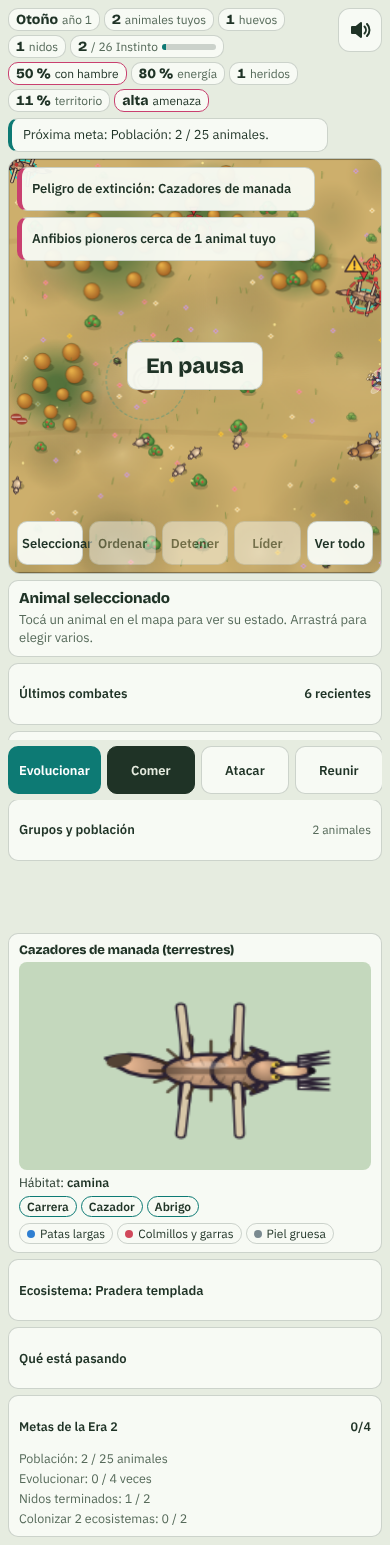 Otoño año 1 2 animales tuyos 1 huevos
1 nidos 2 / 26 Instinto
50 % con hambre 80 % energía 1 heridos
11 % territorio alta amenaza
Próxima meta: Población: 2 / 25 animales.
Peligro de extinción: Cazadores de manada
Anfibios pioneros cerca de 1 animal tuyo
En pausa
Seleccionar Ordenar Detener Líder Ver todo
Animal seleccionado
Tocá un animal en el mapa para ver su estado. Arrastrá para
elegir varios.
Últimos combates 6 recientes
Evolucionar Comer Atacar Reunir
Grupos y población 2 animales
Cazadores de manada (terrestres)
Hábitat: camina
Carrera Cazador Abrigo
Patas largas Colmillos y garras Piel gruesa
Ecosistema: Pradera templada
Qué está pasando
Metas de la Era 2 0/4
Población: 2 / 25 animales
Evolucionar: 0 / 4 veces
Nidos terminados: 1 / 2
Colonizar 2 ecosistemas: 0 / 2